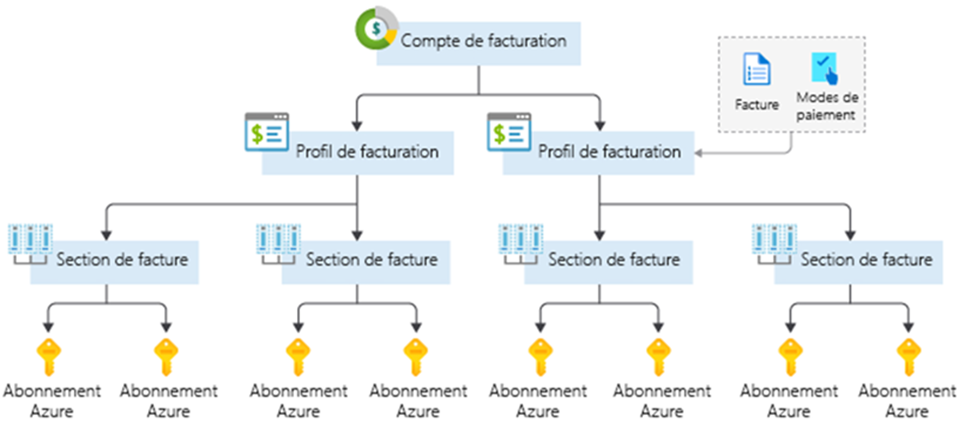 Compte de facturation
Facture
Modes de
paiement
Profil de facturation
Profil de facturation
Section de facture
Section de facture
Section de facture
Section de facture
Abonnement
Azure
Abonnement
Azure
Abonnement
Azure
Abonnement
Azure
Abonnement
Azure
Abonnement
Azure
Abonnement
Azure
Abonnement
Azure